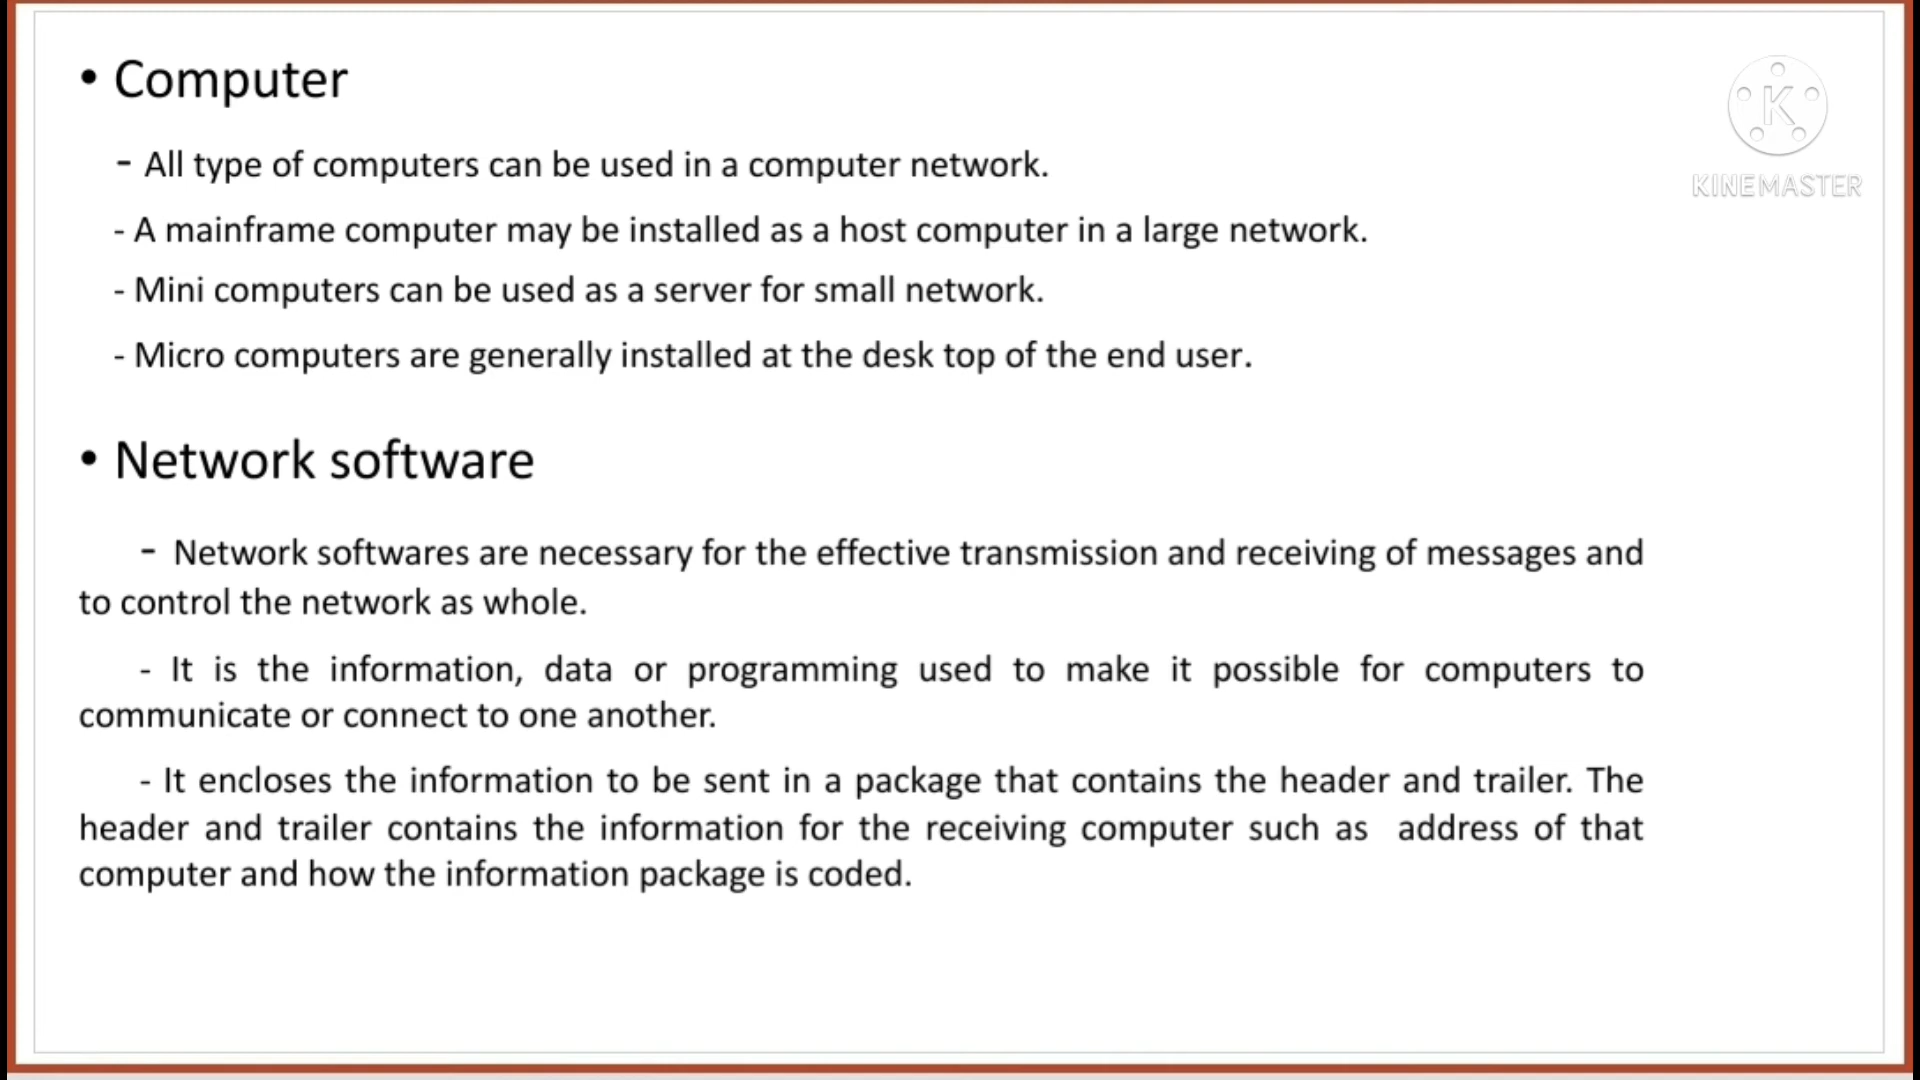 • Computer
- All type of computers can be used in a computer network.
- A mainframe computer may be installed as a host computer in a large network.
- Mini computers can be used as a server for small network.
- Micro computers are generally installed at the desk top of the end user.
• Network software
- Network softwares are necessary for the effective transmission and receiving of messages and
to control the network as whole.
- It is the information, data or programming used to make it possible for computers to
communicate or connect to one another.
- It encloses the information to be sent in a package that contains the header and trailer. The
header and trailer contains the information for the receiving computer such as address of that
computer and how the information package is coded.
K
KINEMASTER